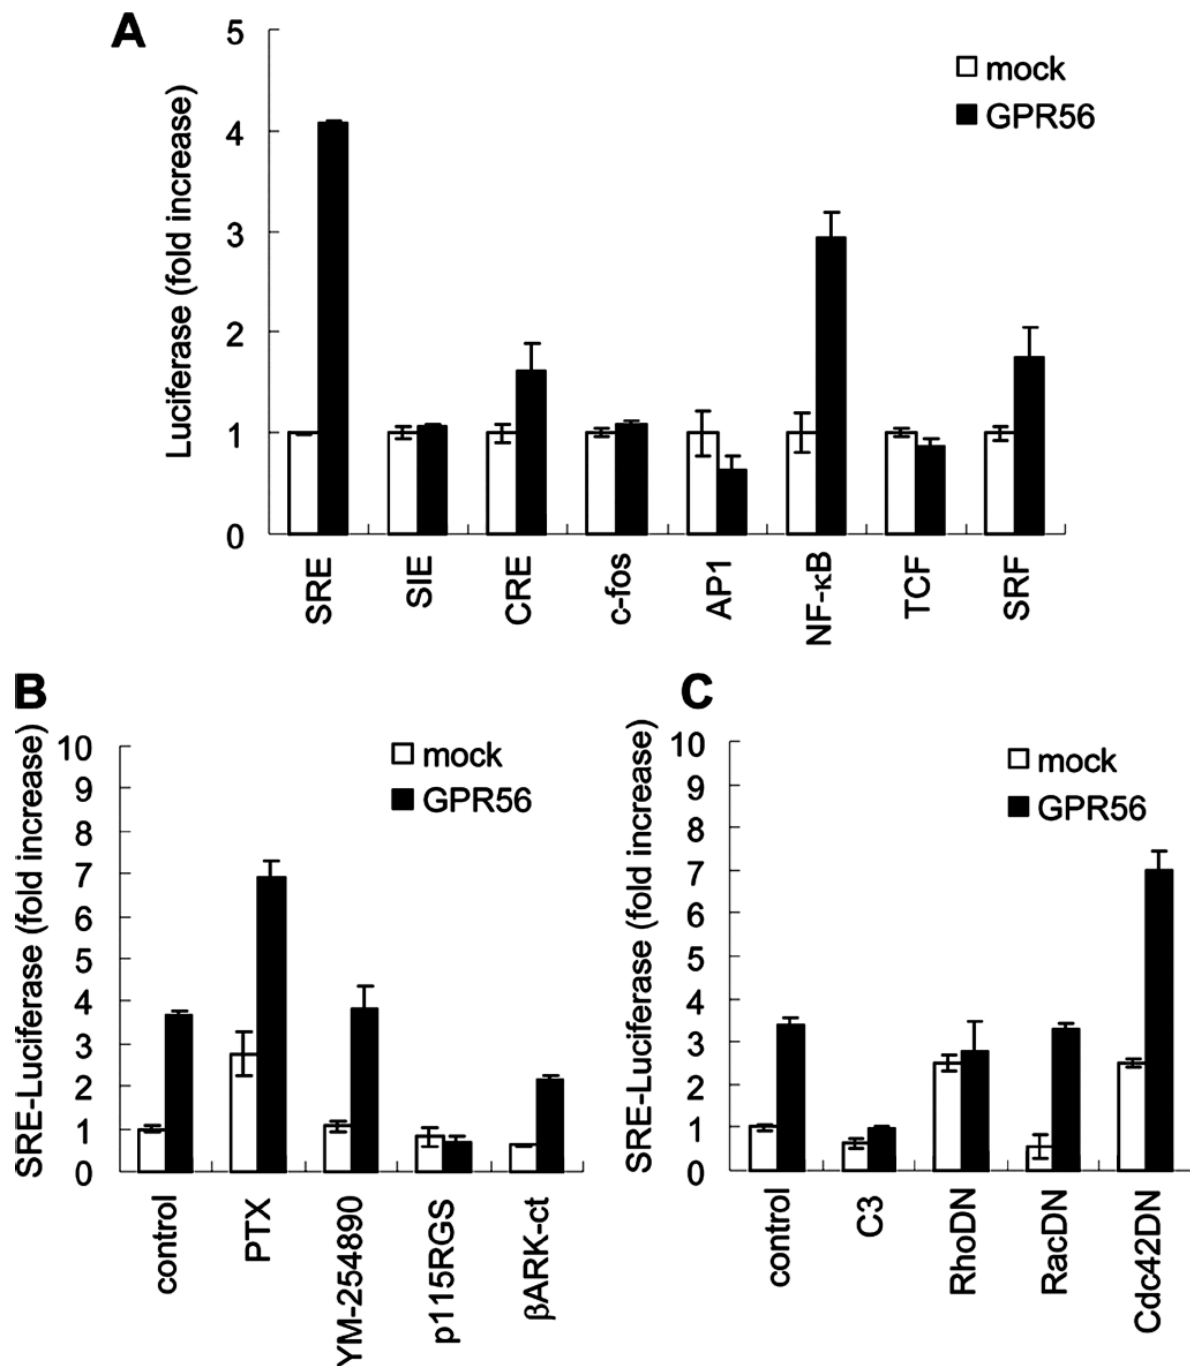 A
Luciferase (fold increase)
5
4
3
2
1
0
mock
GPR56
SRE
SIE
CRE
c-fos
AP1
NF-κB
TCF
SRF
B
SRE-Luciferase (fold increase)
10
9
8
7
6
5
4
3
2
1
0
mock
GPR56
control
PTX
YM-254890
p115RGS
βARK-ct
C
SRE-Luciferase (fold increase)
10
9
8
7
6
5
4
3
2
1
0
mock
GPR56
control
C3
RhoDN
RacDN
Cdc42DN